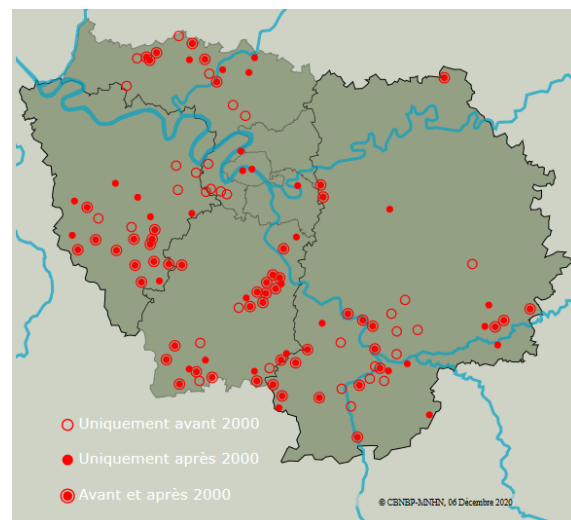 Uniquement avant 2000
Uniquement après 2000
Avant et après 2000
© CBNBP-MNHN, 06 Décembre 2020